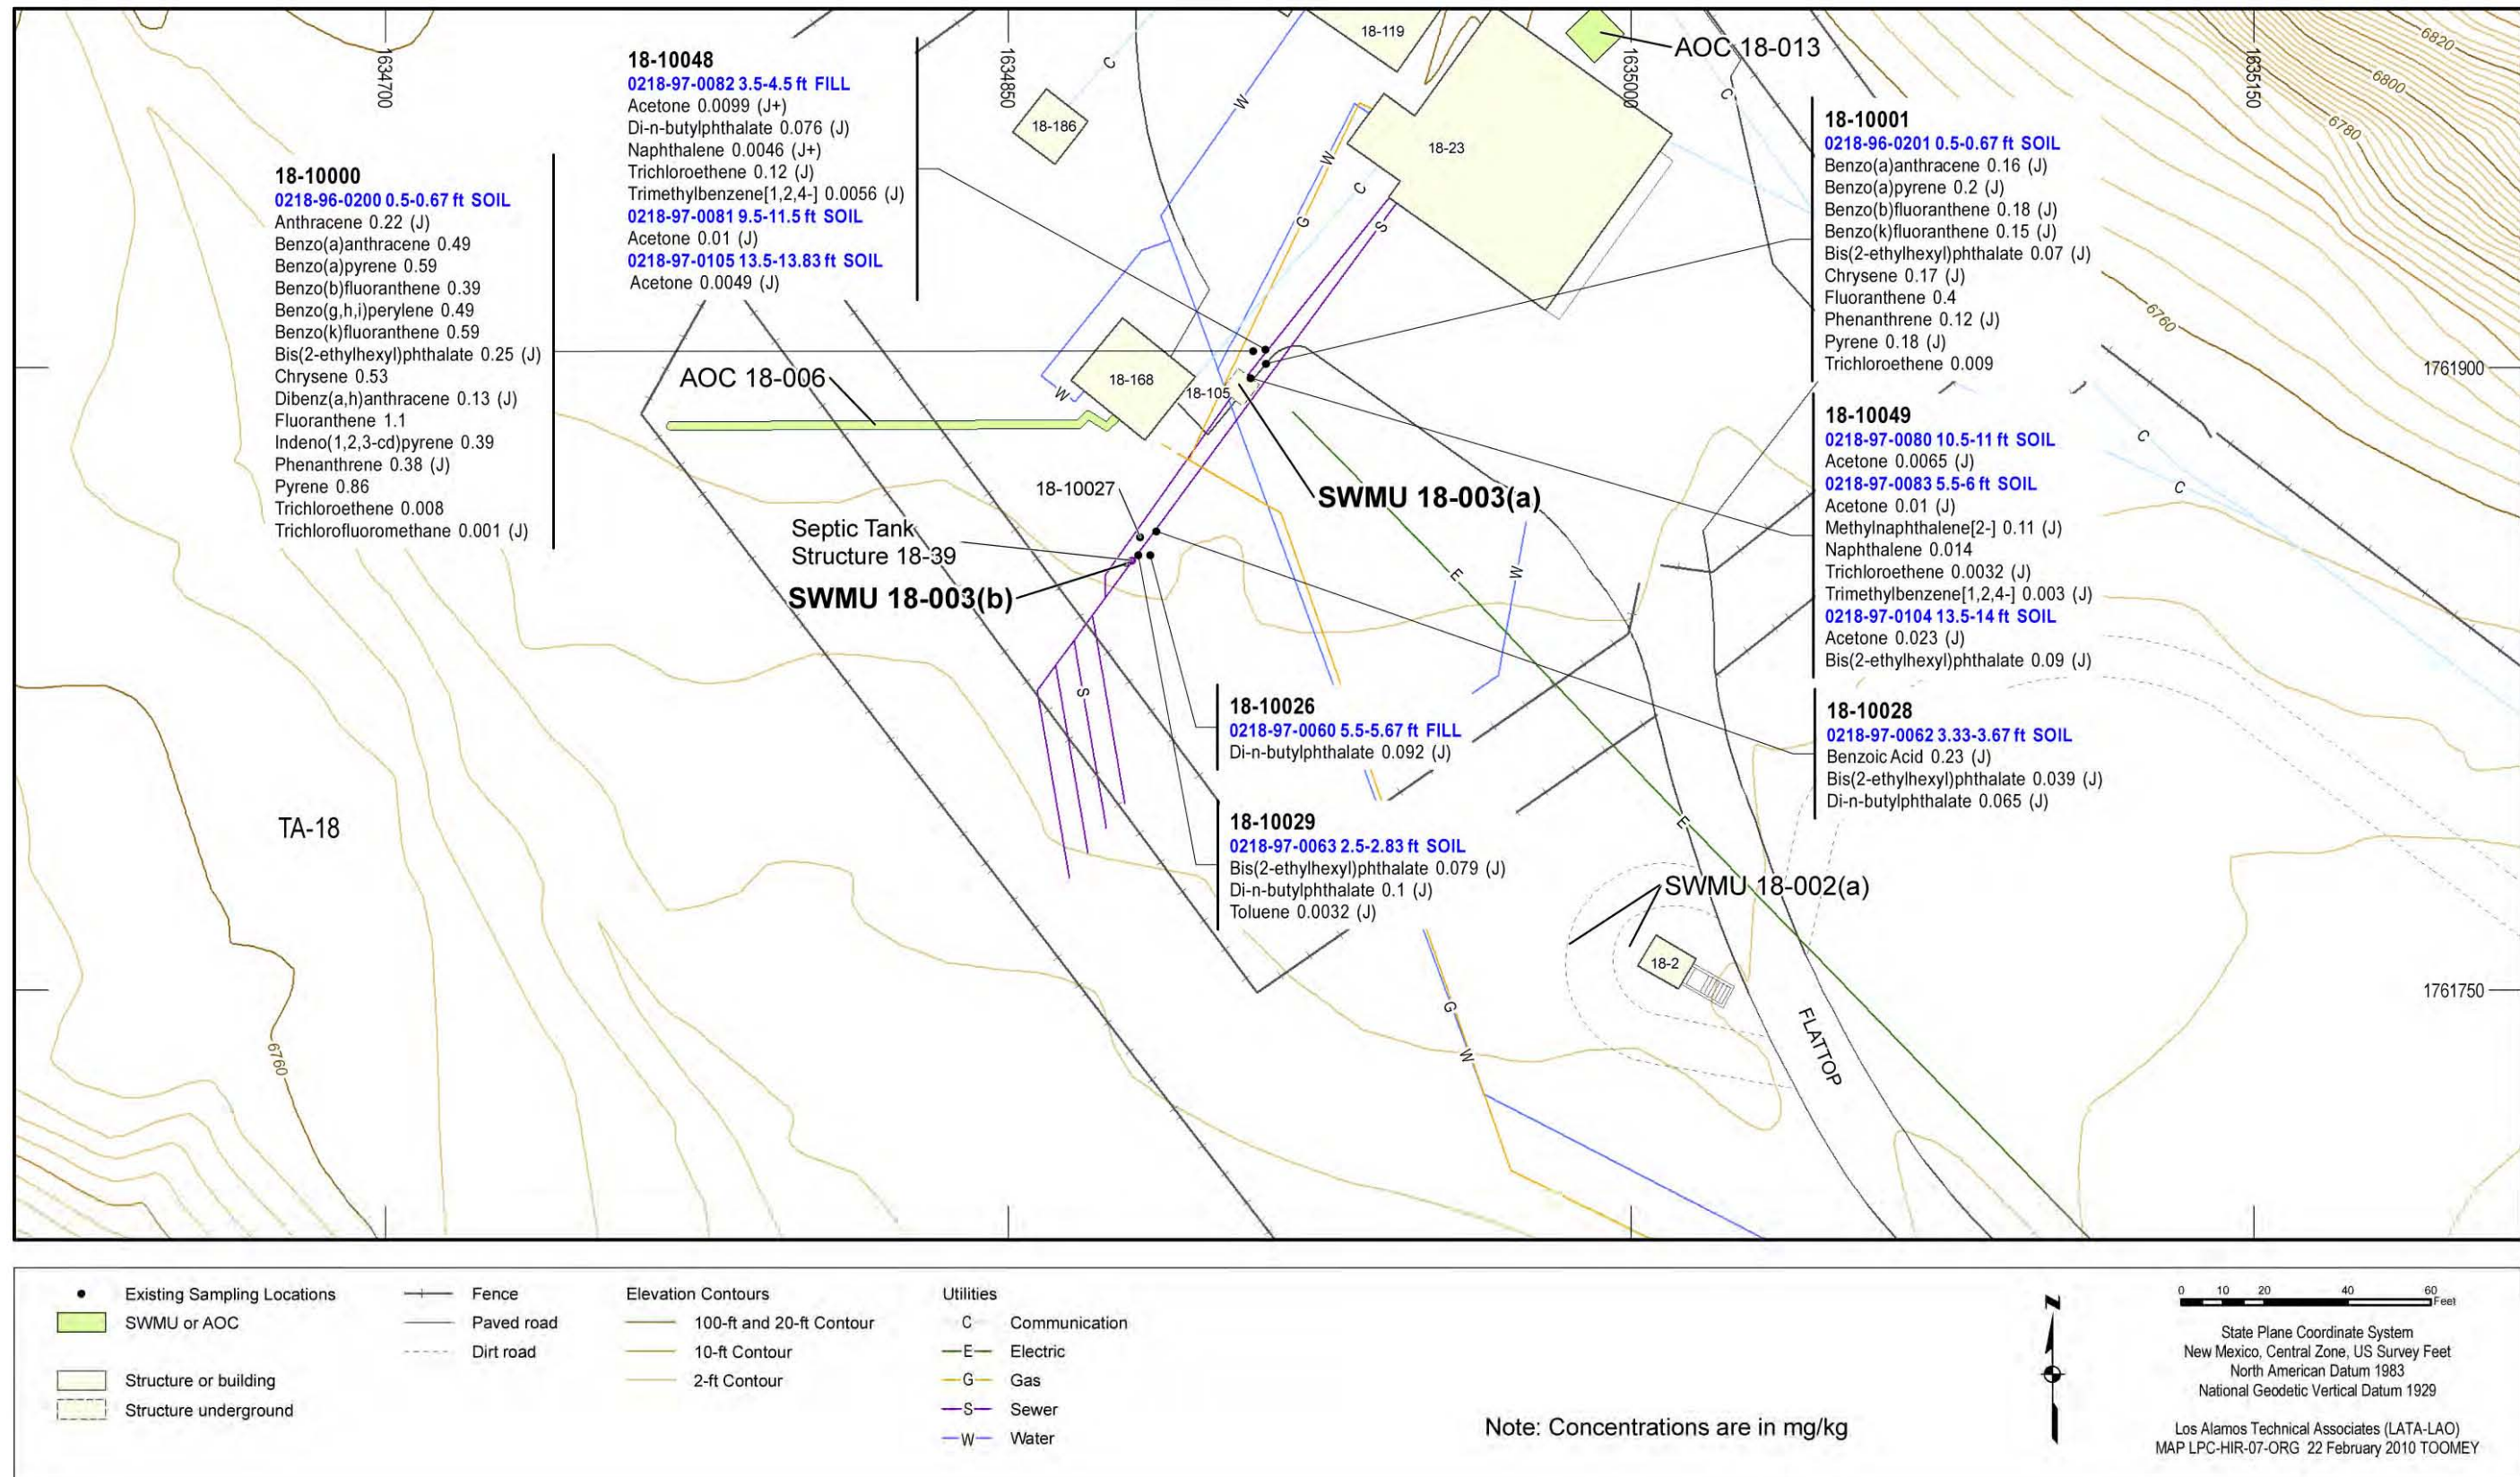 1634700
1634850
1635000
1635150
6820
6800
6780
6760
18-119
AOC 18-013
18-186
18-23
18-10048
0218-97-0082 3.5-4.5 ft FILL
Acetone 0.0099 (J+)
Di-n-butylphthalate 0.076 (J)
Naphthalene 0.0046 (J+)
Trichloroethene 0.12 (J)
Trimethylbenzene[1,2,4-] 0.0056 (J)
0218-97-0081 9.5-11.5 ft SOIL
Acetone 0.01 (J)
0218-97-0105 13.5-13.83 ft SOIL
Acetone 0.0049 (J)
18-10000
0218-96-0200 0.5-0.67 ft SOIL
Anthracene 0.22 (J)
Benzo(a)anthracene 0.49
Benzo(a)pyrene 0.59
Benzo(b)fluoranthene 0.39
Benzo(g,h,i)perylene 0.49
Benzo(k)fluoranthene 0.59
Bis(2-ethylhexyl)phthalate 0.25 (J)
Chrysene 0.53
Dibenz(a,h)anthracene 0.13 (J)
Fluoranthene 1.1
Indeno(1,2,3-cd)pyrene 0.39
Phenanthrene 0.38 (J)
Pyrene 0.86
Trichloroethene 0.008
Trichlorofluoromethane 0.001 (J)
18-10001
0218-96-0201 0.5-0.67 ft SOIL
Benzo(a)anthracene 0.16 (J)
Benzo(a)pyrene 0.2 (J)
Benzo(b)fluoranthene 0.18 (J)
Benzo(k)fluoranthene 0.15 (J)
Bis(2-ethylhexyl)phthalate 0.07 (J)
Chrysene 0.17 (J)
Fluoranthene 0.4
Phenanthrene 0.12 (J)
Pyrene 0.18 (J)
Trichloroethene 0.009
C
W
W
G
C
S
C
C
C
W
E
W
S
E
G
W
AOC 18-006
18-168
18-105
1761900
18-10049
0218-97-0080 10.5-11 ft SOIL
Acetone 0.0065 (J)
0218-97-0083 5.5-6 ft SOIL
Acetone 0.01 (J)
Methylnaphthalene[2-] 0.11 (J)
Naphthalene 0.014
Trichloroethene 0.0032 (J)
Trimethylbenzene[1,2,4-] 0.003 (J)
0218-97-0104 13.5-14 ft SOIL
Acetone 0.023 (J)
Bis(2-ethylhexyl)phthalate 0.09 (J)
18-10027
SWMU 18-003(a)
Septic Tank
Structure 18-39
SWMU 18-003(b)
18-10026
0218-97-0060 5.5-5.67 ft FILL
Di-n-butylphthalate 0.092 (J)
18-10028
0218-97-0062 3.33-3.67 ft SOIL
Benzoic Acid 0.23 (J)
Bis(2-ethylhexyl)phthalate 0.039 (J)
Di-n-butylphthalate 0.065 (J)
18-10029
0218-97-0063 2.5-2.83 ft SOIL
Bis(2-ethylhexyl)phthalate 0.079 (J)
Di-n-butylphthalate 0.1 (J)
Toluene 0.0032 (J)
TA-18
SWMU 18-002(a)
18-2
1761750
FLATTOP
6760
Existing Sampling Locations
SWMU or AOC
Structure or building
Structure underground
Fence
Paved road
Dirt road
Elevation Contours
100-ft and 20-ft Contour
10-ft Contour
2-ft Contour
Utilities
C Communication
E Electric
G Gas
S Sewer
W Water
Note: Concentrations are in mg/kg
N
0 10 20 40 60
Feet
State Plane Coordinate System
New Mexico, Central Zone, US Survey Feet
North American Datum 1983
National Geodetic Vertical Datum 1929
Los Alamos Technical Associates (LATA-LAO)
MAP LPC-HIR-07-ORG 22 February 2010 TOOMEY